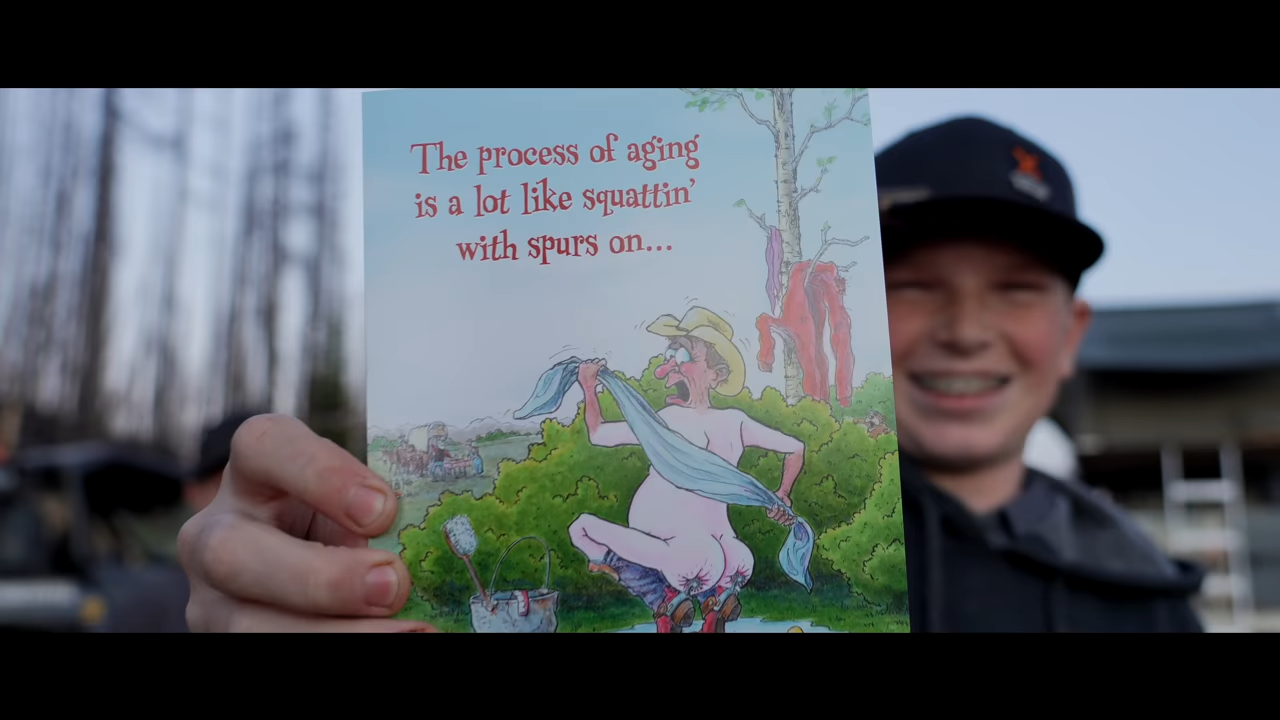 The process of aging
is a lot like squattin'
with spurs on...